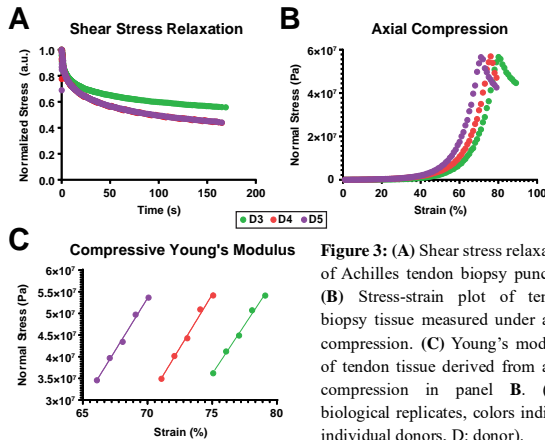 A
Shear Stress Relaxation
Normalized Stress (a.u.)
1.0
0.8
0.6
0.4
0.2
0.0
0 50 100 150 200
Time (s)
B
Axial Compression
Normal Stress (Pa)
6×10⁷
4×10⁷
2×10⁷
0
0 20 40 60 80 100
Strain (%)
D3 D4 D5
C
Compressive Young's Modulus
Normal Stress (Pa)
6×10⁷
5.5×10⁷
5×10⁷
4.5×10⁷
4×10⁷
3.5×10⁷
3×10⁷
65 70 75 80
Strain (%)
Figure 3: (A) Shear stress relaxa
of Achilles tendon biopsy punc
(B) Stress-strain plot of ten
biopsy tissue measured under a
compression. (C) Young's mod
of tendon tissue derived from a
compression in panel B. (
biological replicates, colors indi
individual donors, D: donor).